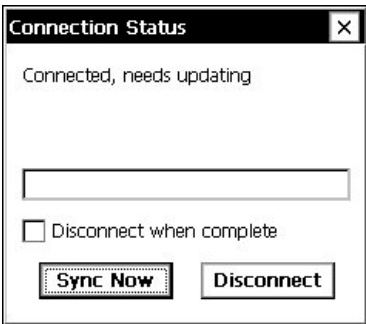 Connection Status
Connected, needs updating
Disconnect when complete
Sync Now Disconnect